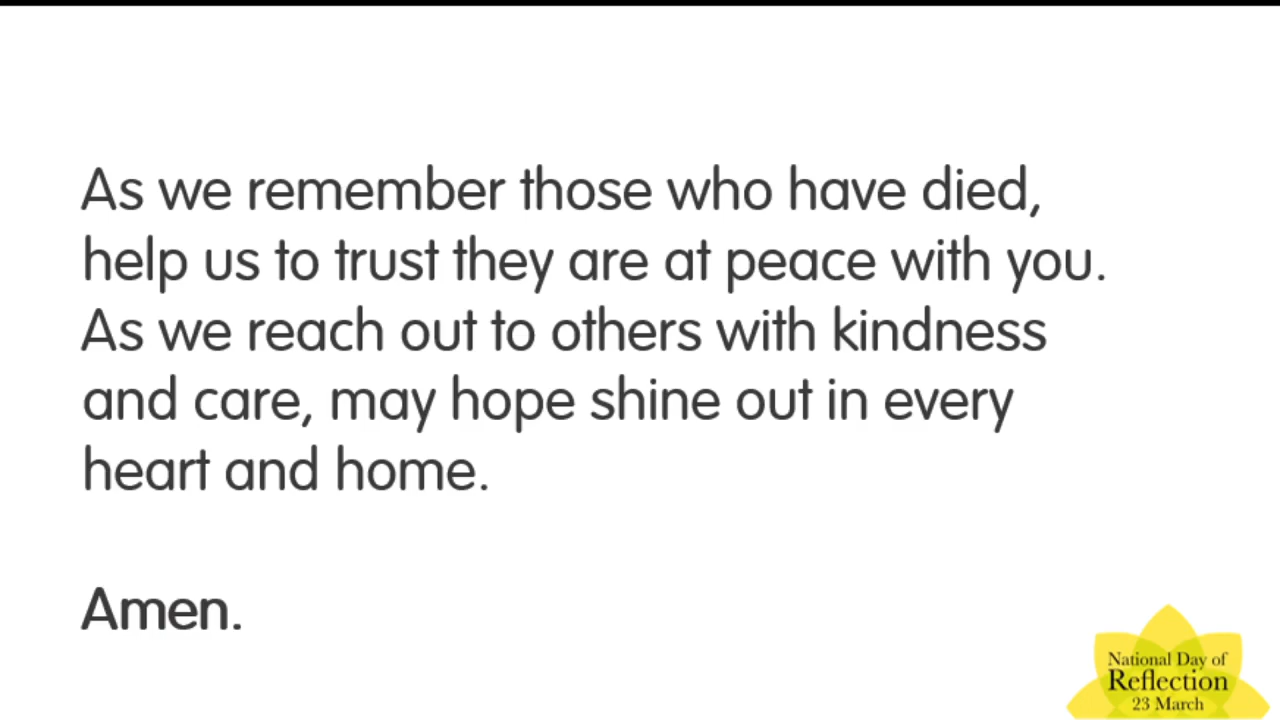 As we remember those who have died,
help us to trust they are at peace with you.
As we reach out to others with kindness
and care, may hope shine out in every
heart and home.
Amen.
National Day of
Reflection
23 March